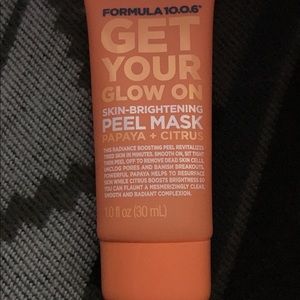 FORMULA 10.0.6®
GET
YOUR
GLOW ON
SKIN-BRIGHTENING
PEEL MASK
PAPAYA + CITRUS
THIS RADIANCE BOOSTING PEEL REVITALIZES
TIRED SKIN IN MINUTES. SMOOTH ON, SIT TIGHT
THEN PEEL OFF TO REMOVE DEAD SKIN CELLS,
UNCLOG PORES AND BANISH BREAKOUTS.
POWERFUL PAPAYA HELPS TO RESURFACE
SKIN WHILE CITRUS BOOSTS BRIGHTNESS SO
YOU CAN FLAUNT A MESMERIZINGLY CLEAR,
SMOOTH AND RADIANT COMPLEXION.
1.0 fl oz (30 mL)